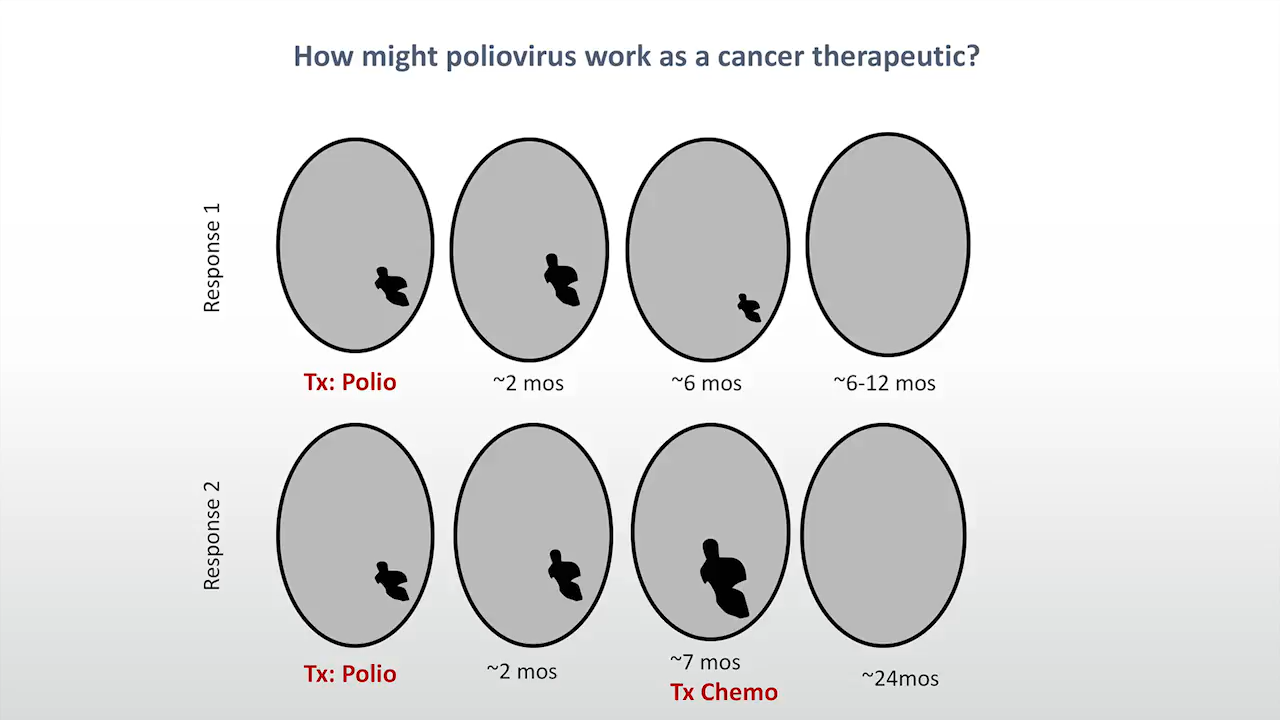 How might poliovirus work as a cancer therapeutic?
Response 1
Tx: Polio
~2 mos
~6 mos
~6-12 mos
Response 2
Tx: Polio
~2 mos
~7 mos
Tx Chemo
~24mos